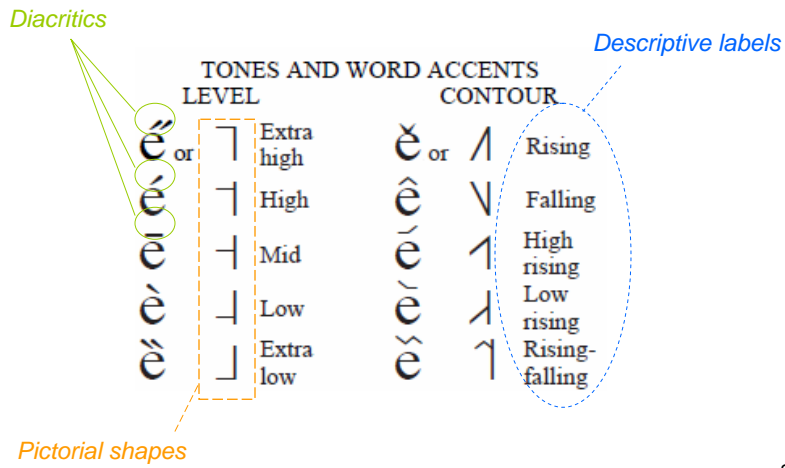 Diacritics
Descriptive labels
TONES AND WORD ACCENTS
LEVEL CONTOUR
e̋ or ˥ Extra high ě or ˩˥ Rising
é ˦ High ê ˥˩ Falling
ē ˧ Mid e᷄ ˧˥ High rising
è ˨ Low e᷅ ˩˧ Low rising
ȅ ˩ Extra low e᷈ ˧˥˧ Rising-falling
Pictorial shapes